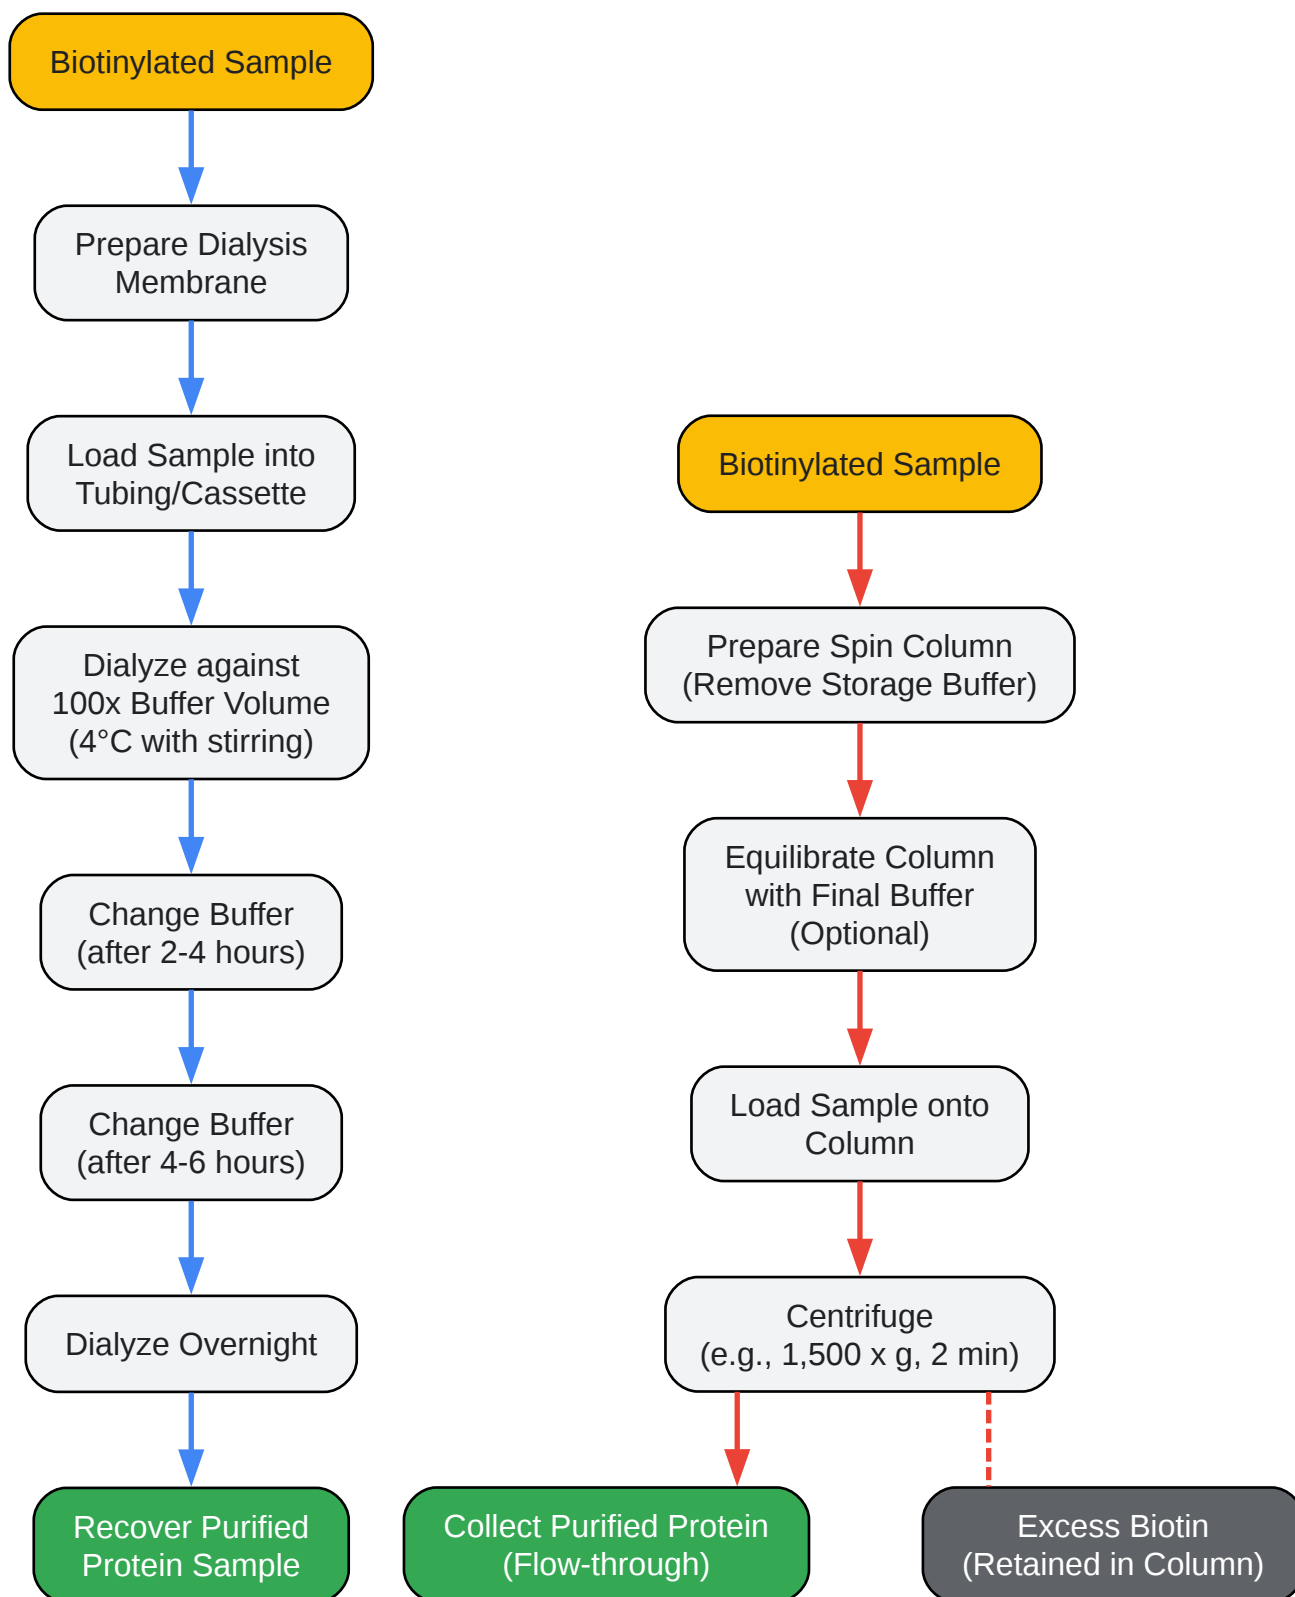 Biotinylated Sample
Prepare Dialysis
Membrane
Load Sample into
Tubing/Cassette
Dialyze against
100x Buffer Volume
(4°C with stirring)
Change Buffer
(after 2-4 hours)
Change Buffer
(after 4-6 hours)
Dialyze Overnight
Recover Purified
Protein Sample
Biotinylated Sample
Prepare Spin Column
(Remove Storage Buffer)
Equilibrate Column
with Final Buffer
(Optional)
Load Sample onto
Column
Centrifuge
(e.g., 1,500 x g, 2 min)
Collect Purified Protein
(Flow-through)
Excess Biotin
(Retained in Column)